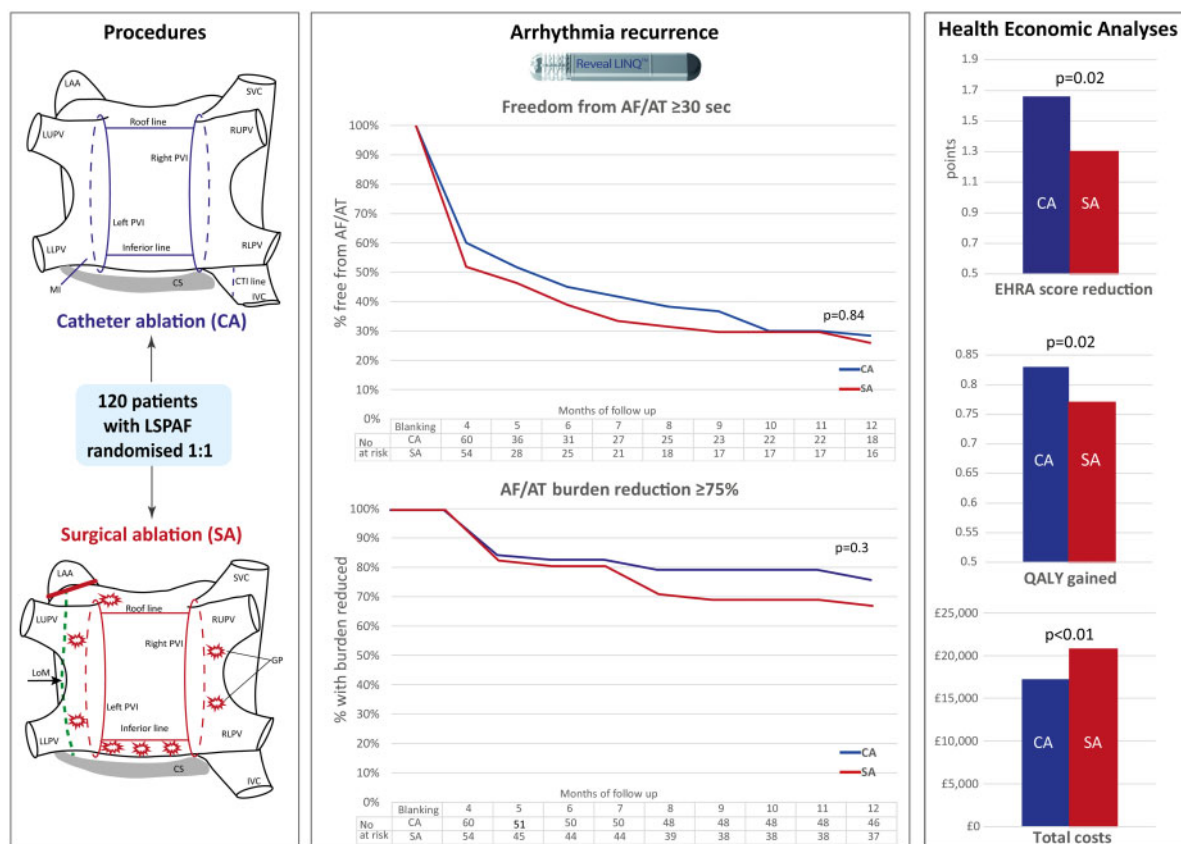 Procedures
LAA
SVC
Roof line
LUPV
RUPV
Right PVI
Left PVI
LLPV
Inferior line
RLPV
MI
CS
CTI line
IVC
Catheter ablation (CA)
120 patients
with LSPAF
randomised 1:1
Surgical ablation (SA)
LAA
SVC
Roof line
LUPV
RUPV
Right PVI
GP
LoM
Left PVI
LLPV
Inferior line
RLPV
CS
IVC
Arrhythmia recurrence
Reveal LINQ™
Freedom from AF/AT ≥30 sec
% free from AF/AT
100%
90%
80%
70%
60%
50%
40%
30%
20%
10%
0%
p=0.84
CA
SA
Months of follow up
Blanking 4 5 6 7 8 9 10 11 12
No at risk
CA 60 36 31 27 25 23 22 22 18
SA 54 28 25 21 18 17 17 17 16
AF/AT burden reduction ≥75%
% with burden reduced
100%
90%
80%
70%
60%
50%
40%
30%
20%
10%
0%
p=0.3
CA
SA
Months of follow up
Blanking 4 5 6 7 8 9 10 11 12
No at risk
CA 60 51 50 50 48 48 48 48 46
SA 54 45 44 44 39 38 38 38 37
Health Economic Analyses
points
1.9
1.7
1.5
1.3
1.1
0.9
0.7
0.5
p=0.02
CA
SA
EHRA score reduction
0.85
0.8
0.75
0.7
0.65
0.6
0.55
0.5
p=0.02
CA
SA
QALY gained
£25,000
£20,000
£15,000
£10,000
£5,000
£0
p<0.01
CA
SA
Total costs